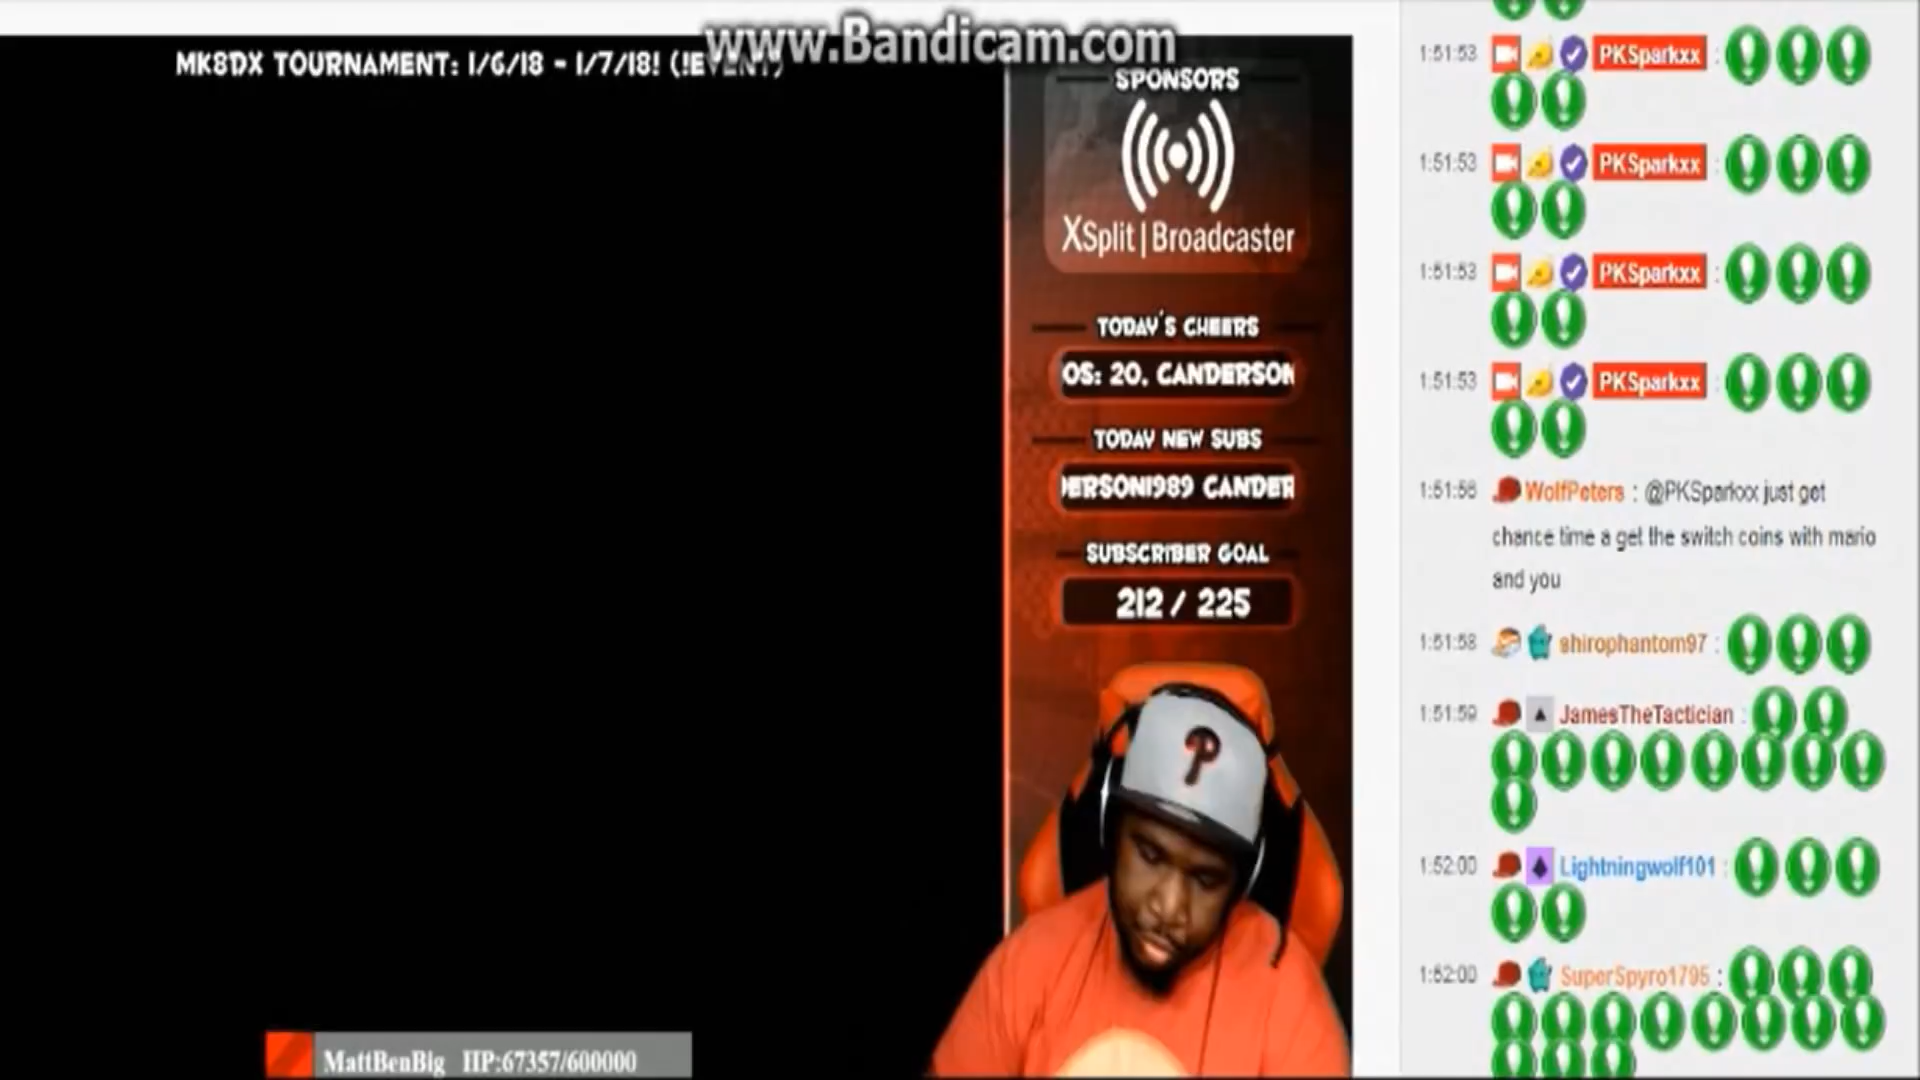 www.Bandicam.com
MK8DX TOURNAMENT: 1/6/18 - 1/7/18! (!EVENT)
SPONSORS
XSplit | Broadcaster
TODAY'S CHEERS
OS: 20, CANDERSON
TODAY NEW SUBS
ERSON1989 CANDER
SUBSCRIBER GOAL
212 / 225
P
MattBenBig HP:67357/600000
1:51:53 PKSparkxx :
1:51:53 PKSparkxx :
1:51:53 PKSparkxx :
1:51:53 PKSparkxx :
1:51:56 WolfPeters : @PKSparkxx just get
chance time a get the switch coins with mario
and you
1:51:58 shirophantom97 :
1:51:59 JamesTheTactician :
1:52:00 Lightningwolf101 :
1:52:00 SuperSpyro1795 :